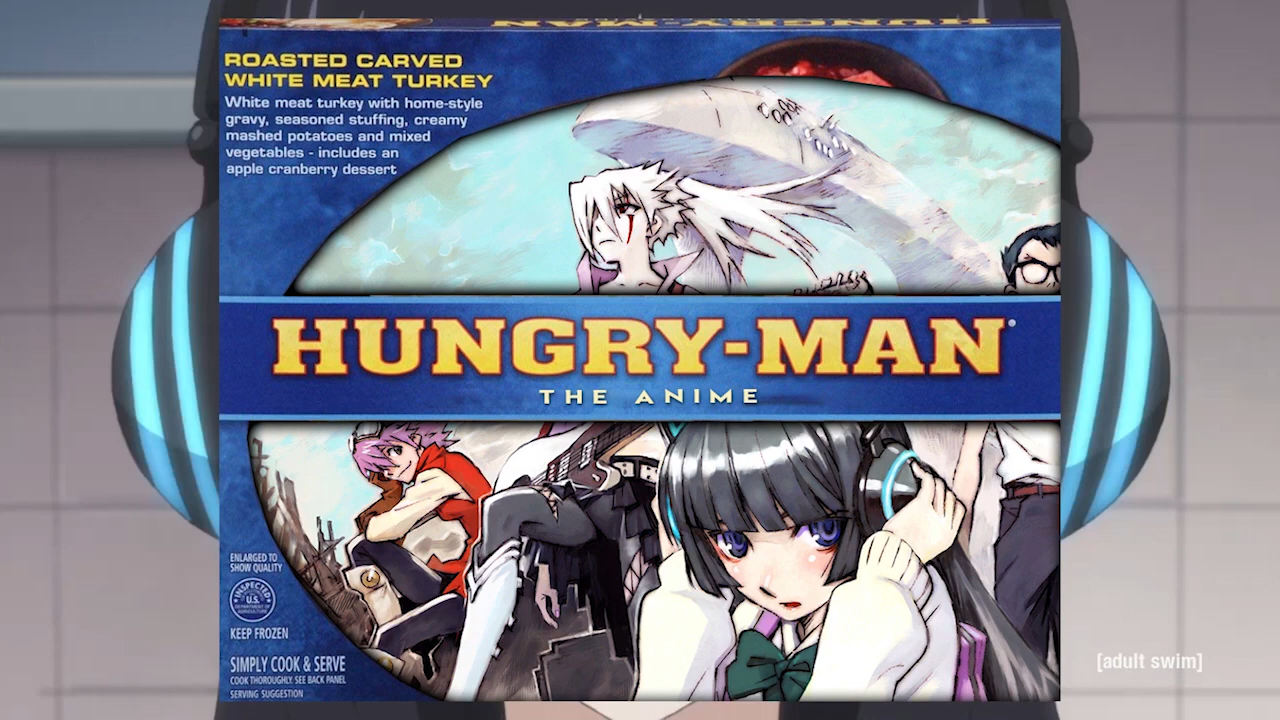 HUNGRY-MAN
ROASTED CARVED
WHITE MEAT TURKEY
White meat turkey with home-style
gravy, seasoned stuffing, creamy
mashed potatoes and mixed
vegetables - includes an
apple cranberry dessert
HUNGRY-MAN®
THE ANIME
ENLARGED TO
SHOW QUALITY
INSPECTED
U.S.
DEPARTMENT OF
AGRICULTURE
KEEP FROZEN
SIMPLY COOK & SERVE
COOK THOROUGHLY. SEE BACK PANEL
SERVING SUGGESTION
[adult swim]